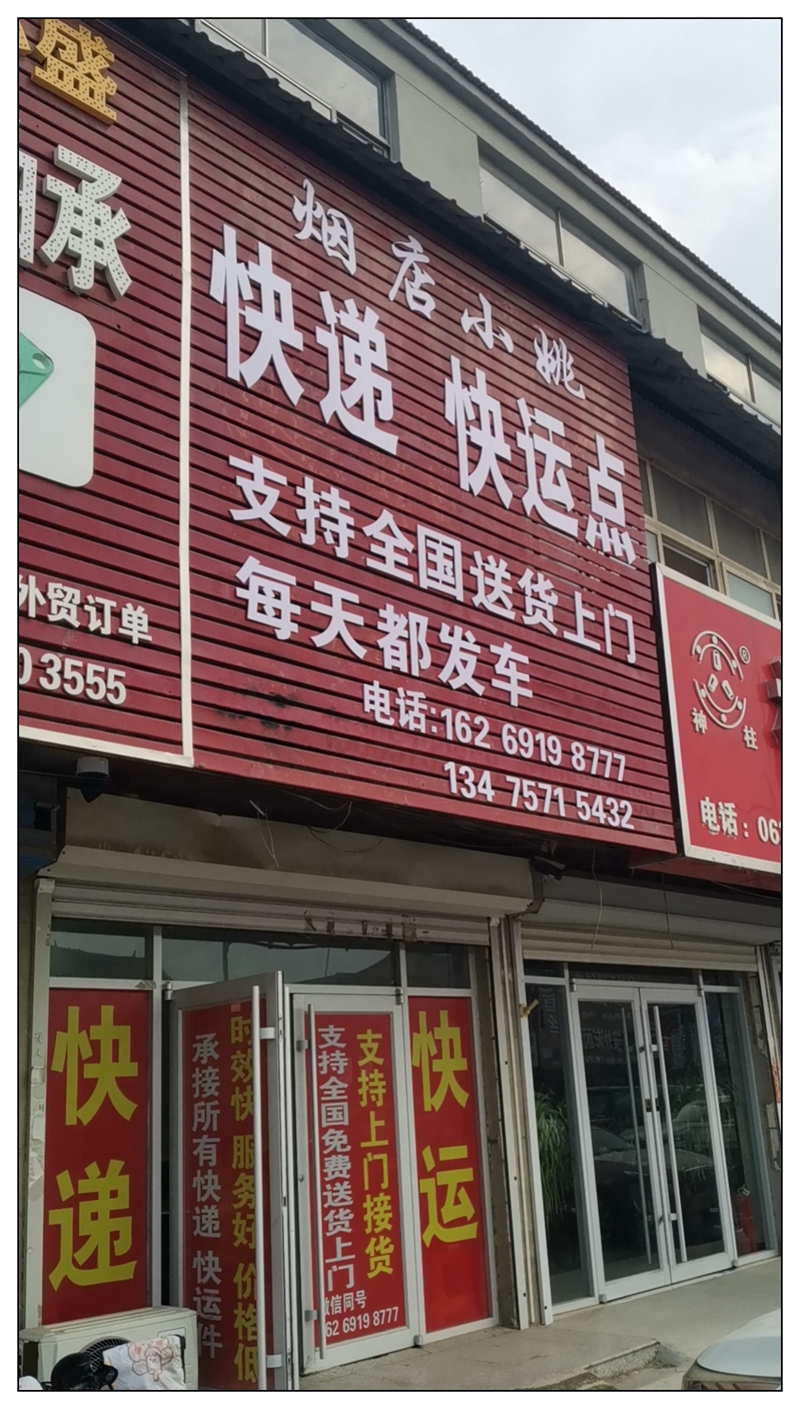 盛
承
外贸订单
3555
烟店小姚
快递 快运点
支持全国送货上门
每天都发车
电话:162 6919 8777
134 7571 5432
神柱
®
电话：06
快递
时效快 服务好 价格低
承接所有快递 快运件
支持上门接货
支持全国免费送货上门
微信同号
162 6919 8777
快运